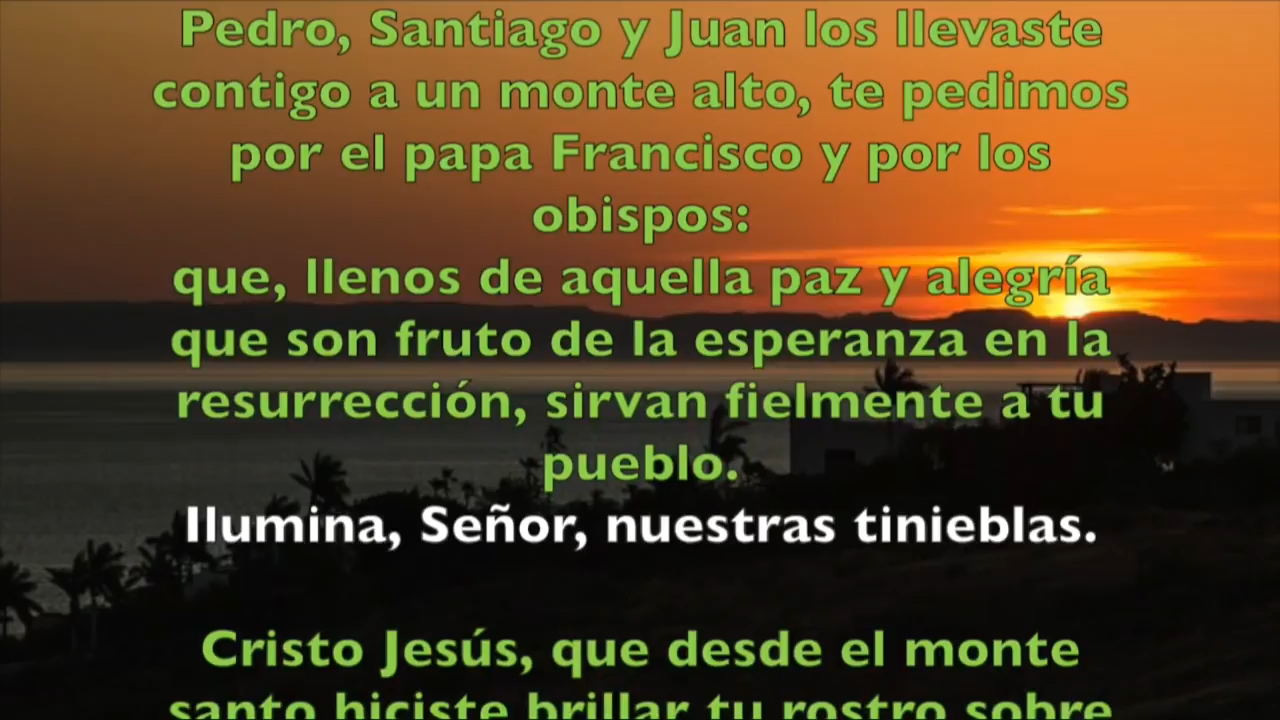 Pedro, Santiago y Juan los llevaste
contigo a un monte alto, te pedimos
por el papa Francisco y por los
obispos:
que, llenos de aquella paz y alegría
que son fruto de la esperanza en la
resurrección, sirvan fielmente a tu
pueblo.
Ilumina, Señor, nuestras tinieblas.
Cristo Jesús, que desde el monte
santo hiciste brillar tu rostro sobre